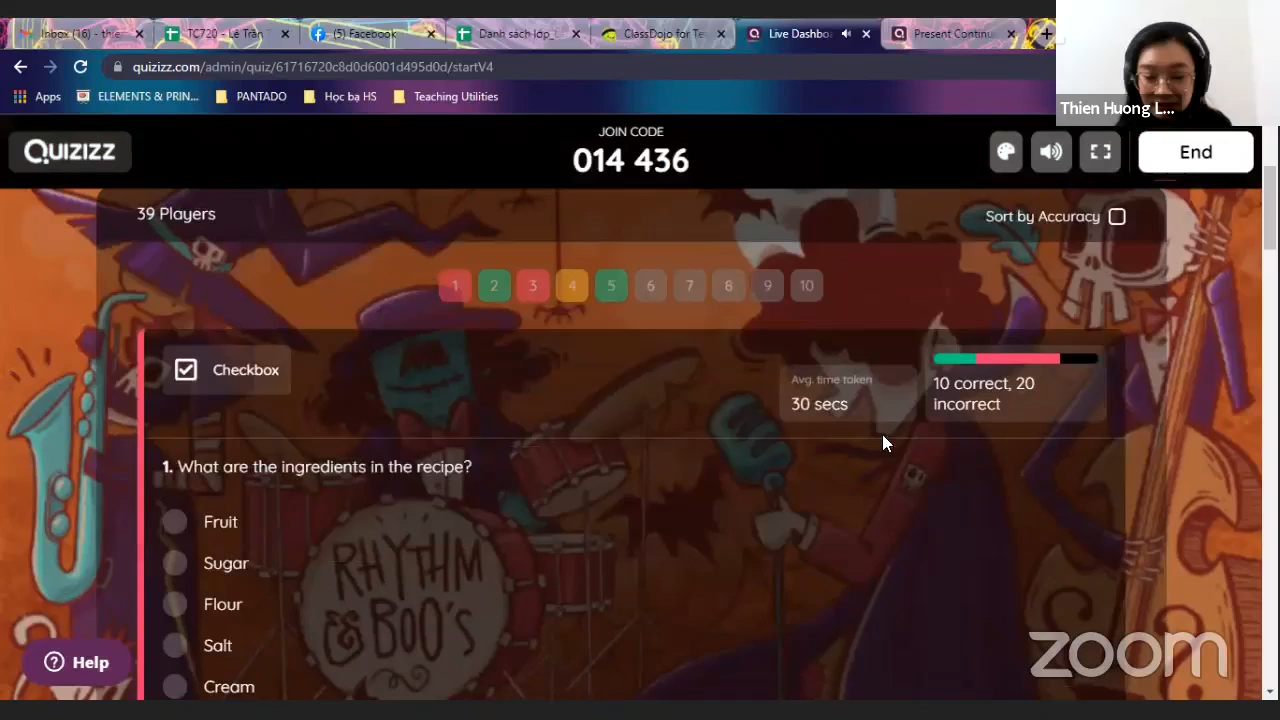 Inbox (16) - thie
TC720 - Lê Trần T
(5) Facebook
Danh sách lớp_L
ClassDojo for Te
Live Dashbo
Present Continu
quizizz.com/admin/quiz/61716720c8d0d6001d495d0d/startV4
Apps
ELEMENTS & PRIN...
PANTADO
Học bạ HS
Teaching Utilities
Thien Huong L...
Quizizz
JOIN CODE
014 436
End
39 Players
Sort by Accuracy
1 2 3 4 5 6 7 8 9 10
Checkbox
Avg. time taken
30 secs
10 correct, 20
incorrect
1. What are the ingredients in the recipe?
Fruit
Sugar
Flour
Salt
Cream
RHYTHM
& BOO'S
Help
zoom